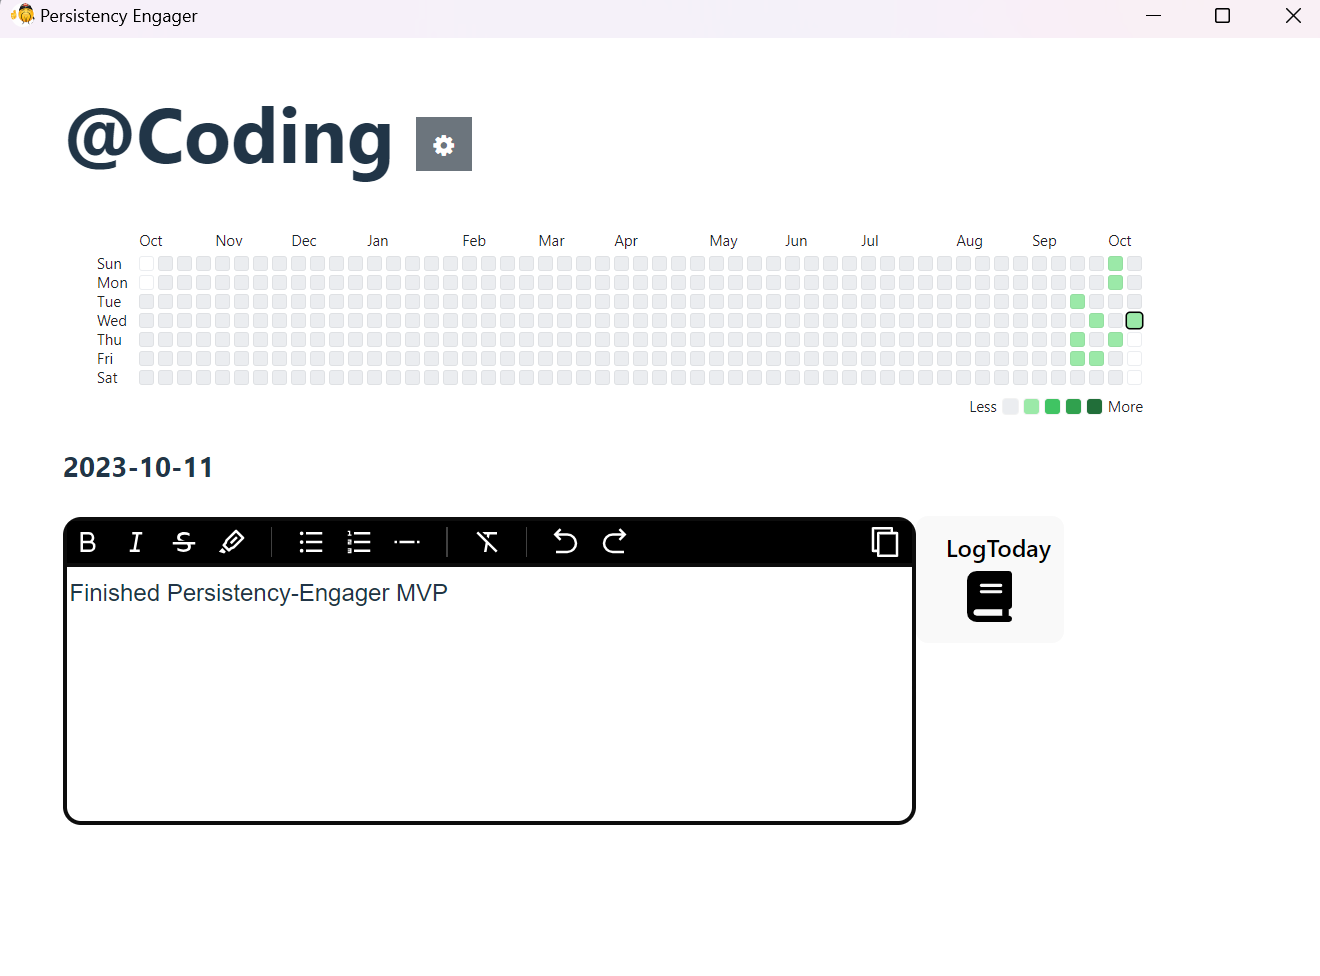 Persistency Engager
@Coding
Oct Nov Dec Jan Feb Mar Apr May Jun Jul Aug Sep Oct
Sun
Mon
Tue
Wed
Thu
Fri
Sat
Less More
2023-10-11
Finished Persistency-Engager MVP
LogToday